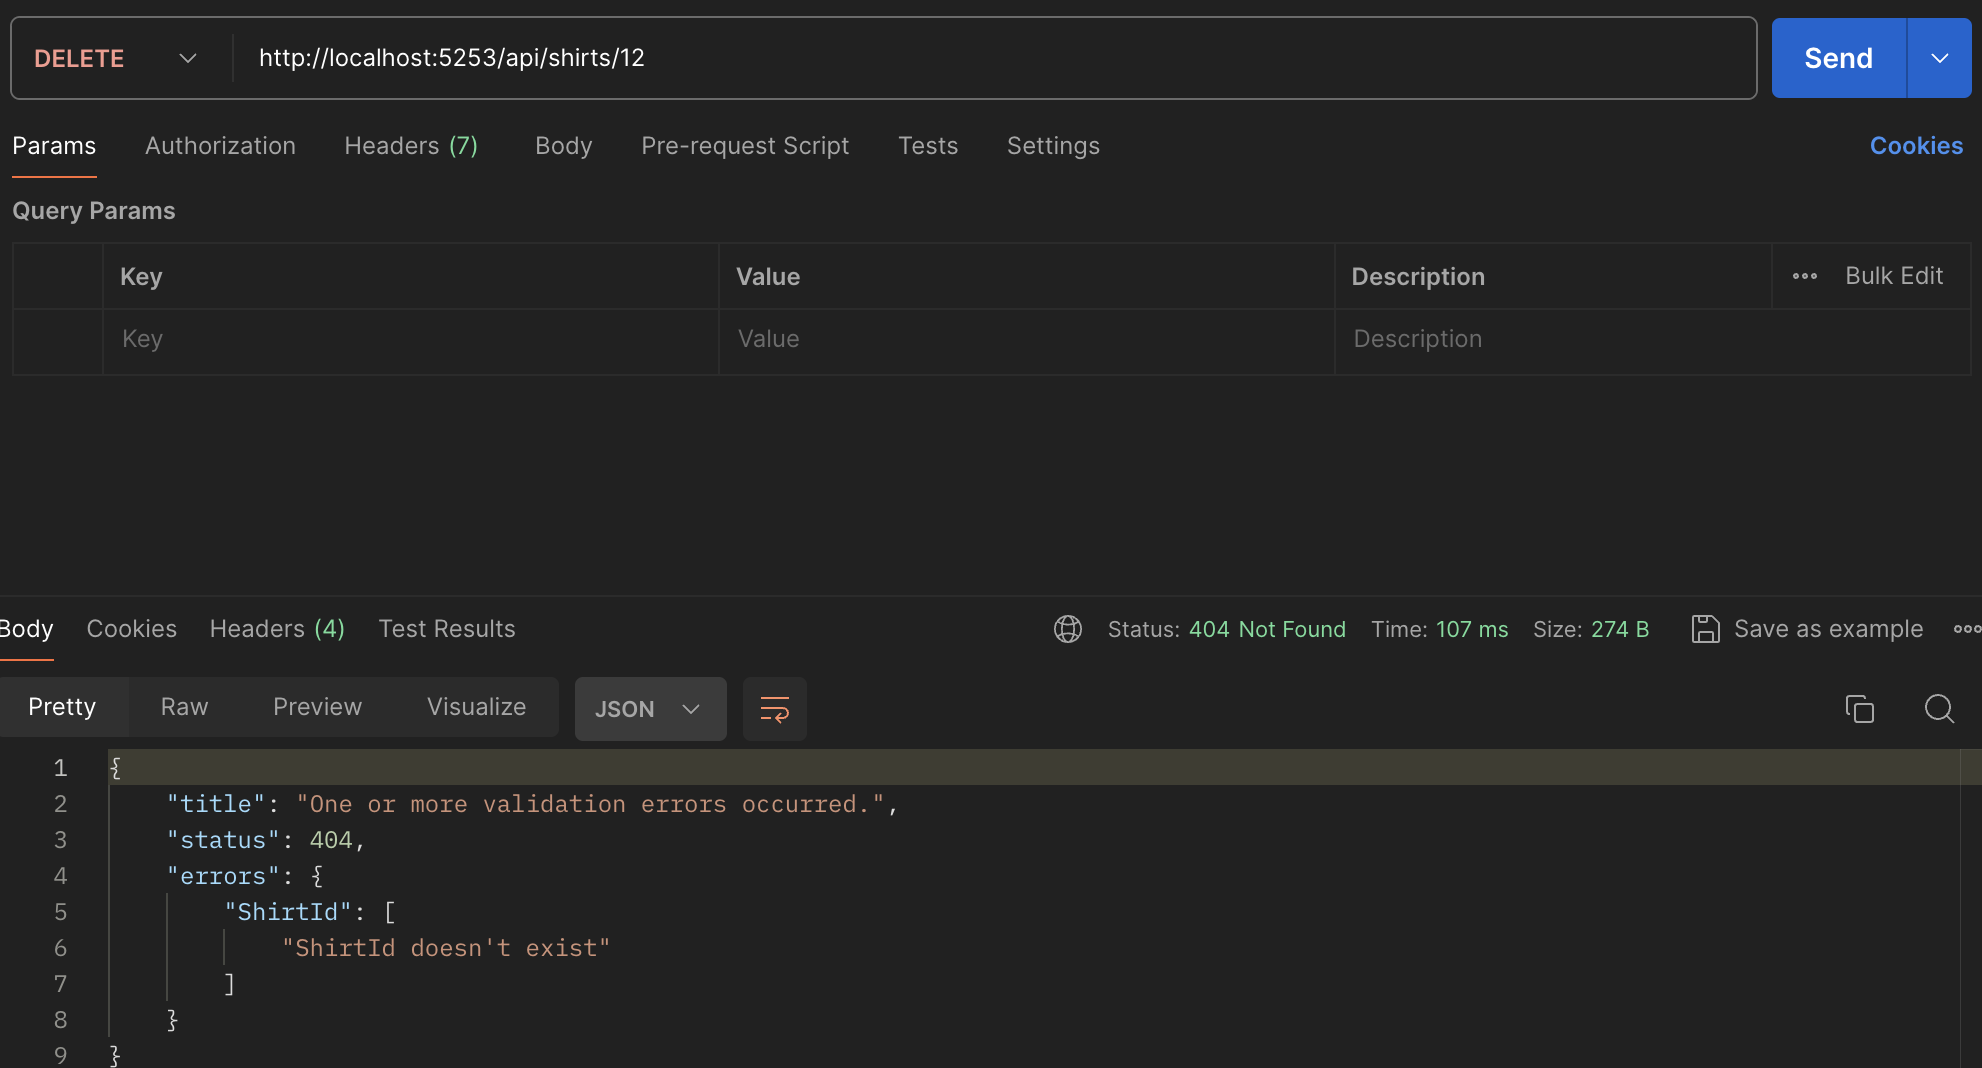 DELETE http://localhost:5253/api/shirts/12 Send
Params Authorization Headers (7) Body Pre-request Script Tests Settings Cookies
Query Params
Key Value Description Bulk Edit
Key Value Description
Body Cookies Headers (4) Test Results Status: 404 Not Found Time: 107 ms Size: 274 B Save as example
Pretty Raw Preview Visualize JSON
1 {
2 "title": "One or more validation errors occurred.",
3 "status": 404,
4 "errors": {
5 "ShirtId": [
6 "ShirtId doesn't exist"
7 ]
8 }
9 }